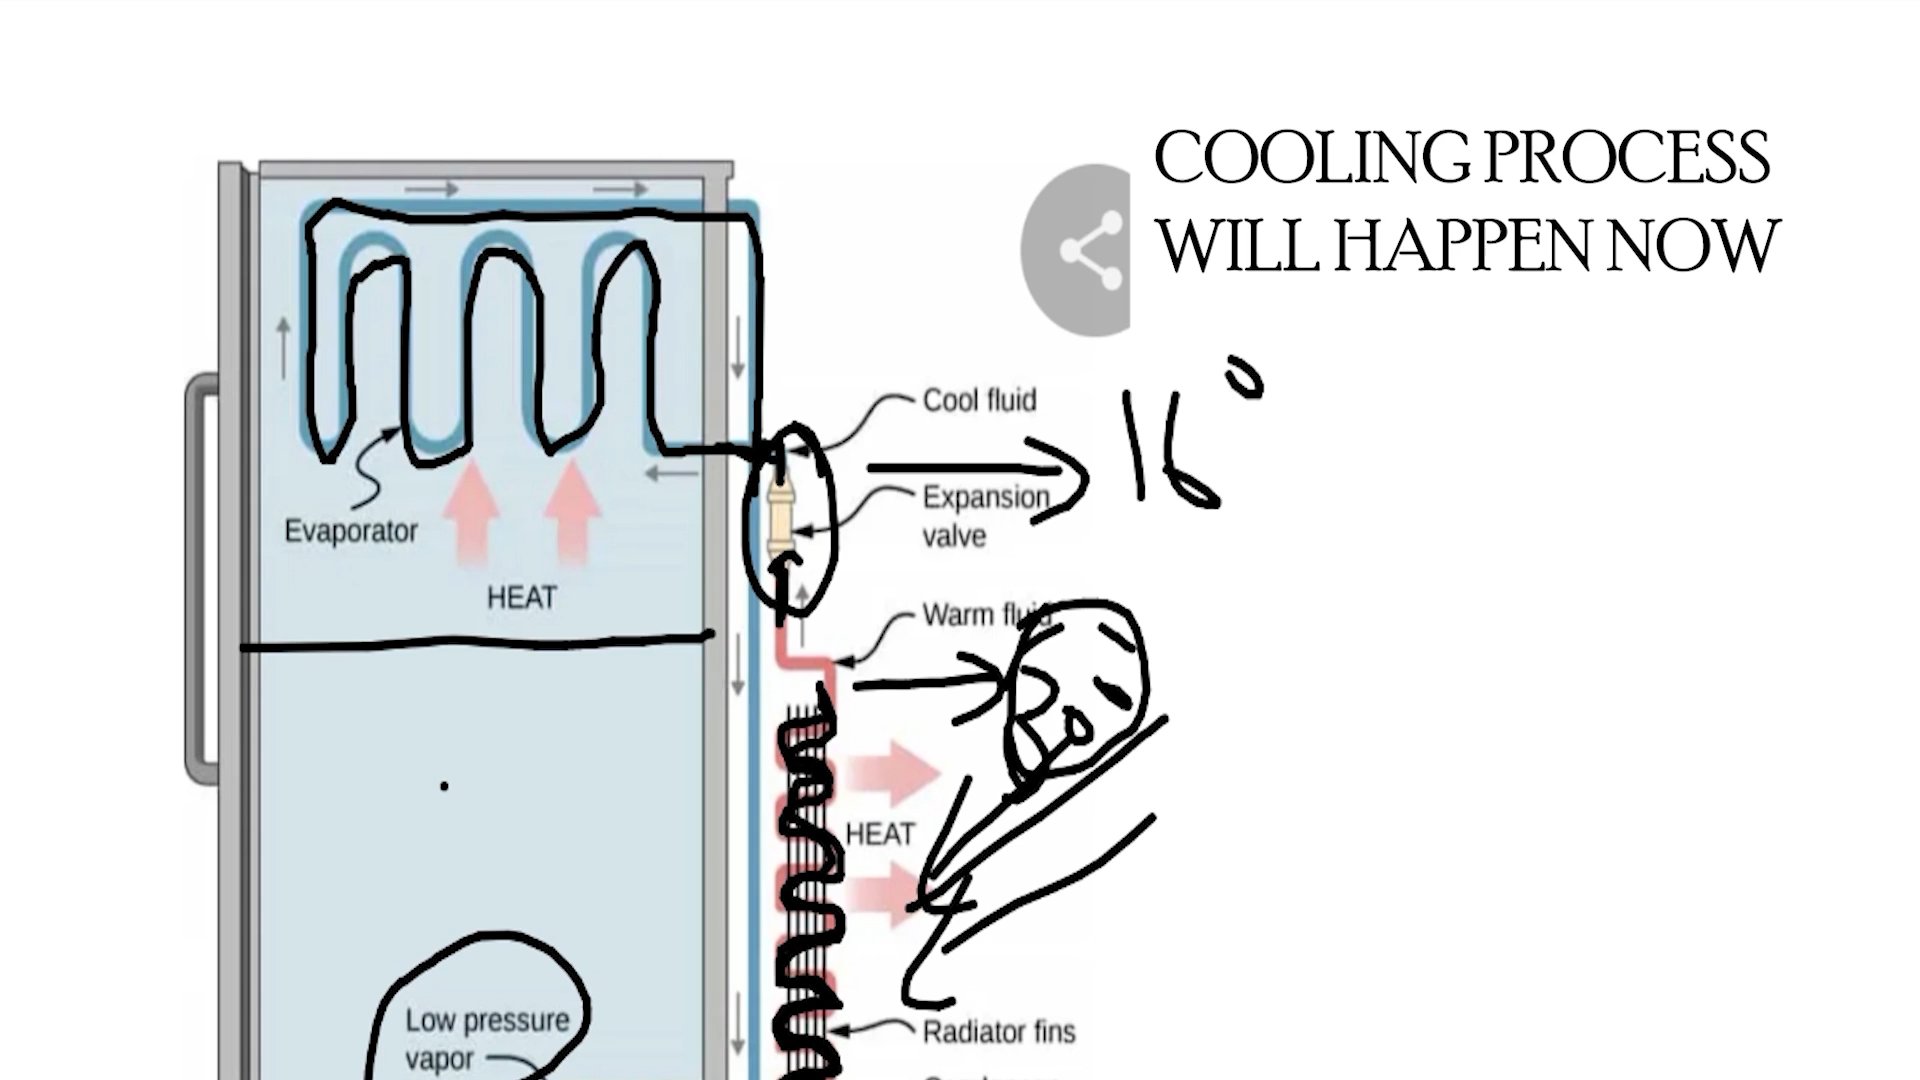 COOLING PROCESS
WILL HAPPEN NOW
Cool fluid
16°
Expansion
valve
Evaporator
HEAT
Warm fluid
HEAT
Low pressure
vapor
Radiator fins